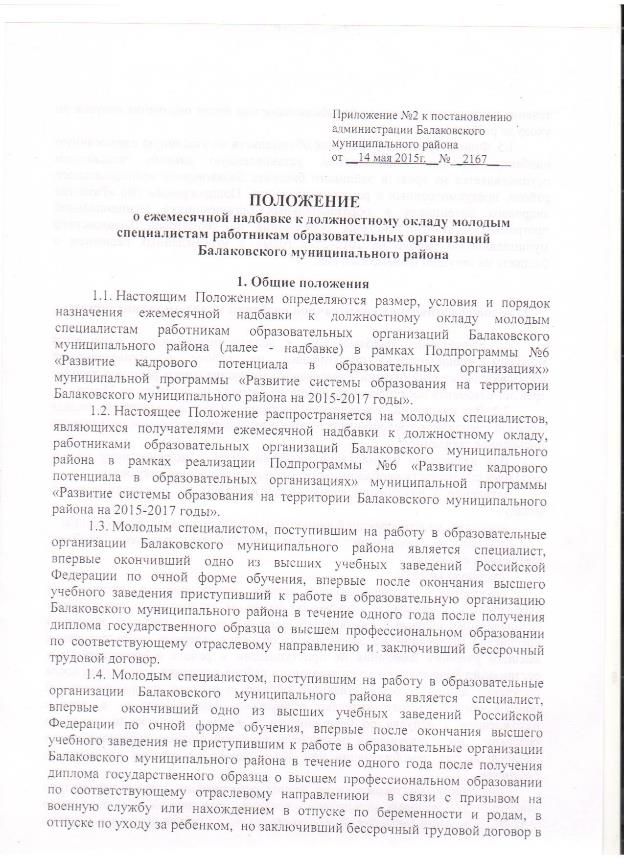 Приложение №2 к постановлению
администрации Балаковского
муниципального района
от __14 мая 2015г.__№__2167__
ПОЛОЖЕНИЕ
о ежемесячной надбавке к должностному окладу молодым
специалистам работникам образовательных организаций
Балаковского муниципального района
1. Общие положения
1.1. Настоящим Положением определяются размер, условия и порядок
назначения ежемесячной надбавки к должностному окладу молодым
специалистам работникам образовательных организаций Балаковского
муниципального района (далее - надбавке) в рамках Подпрограммы №6
«Развитие кадрового потенциала в образовательных организациях»
муниципальной программы «Развитие системы образования на территории
Балаковского муниципального района на 2015-2017 годы».
1.2. Настоящее Положение распространяется на молодых специалистов,
являющихся получателями ежемесячной надбавки к должностному окладу,
работниками образовательных организаций Балаковского муниципального
района в рамках реализации Подпрограммы №6 «Развитие кадрового
потенциала в образовательных организациях» муниципальной программы
«Развитие системы образования на территории Балаковского муниципального
района на 2015-2017 годы».
1.3. Молодым специалистом, поступившим на работу в образовательные
организации Балаковского муниципального района является специалист,
впервые окончивший одно из высших учебных заведений Российской
Федерации по очной форме обучения, впервые после окончания высшего
учебного заведения приступивший к работе в образовательную организацию
Балаковского муниципального района в течение одного года после получения
диплома государственного образца о высшем профессиональном образовании
по соответствующему отраслевому направлению и заключивший бессрочный
трудовой договор.
1.4. Молодым специалистом, поступившим на работу в образовательные
организации Балаковского муниципального района является специалист,
впервые окончивший одно из высших учебных заведений Российской
Федерации по очной форме обучения, впервые после окончания высшего
учебного заведения не приступившим к работе в образовательные организации
Балаковского муниципального района в течение одного года после получения
диплома государственного образца о высшем профессиональном образовании
по соответствующему отраслевому направлениюи в связи с призывом на
военную службу или нахождением в отпуске по беременности и родам, в
отпуске по уходу за ребенком, но заключивший бессрочный трудовой договор в